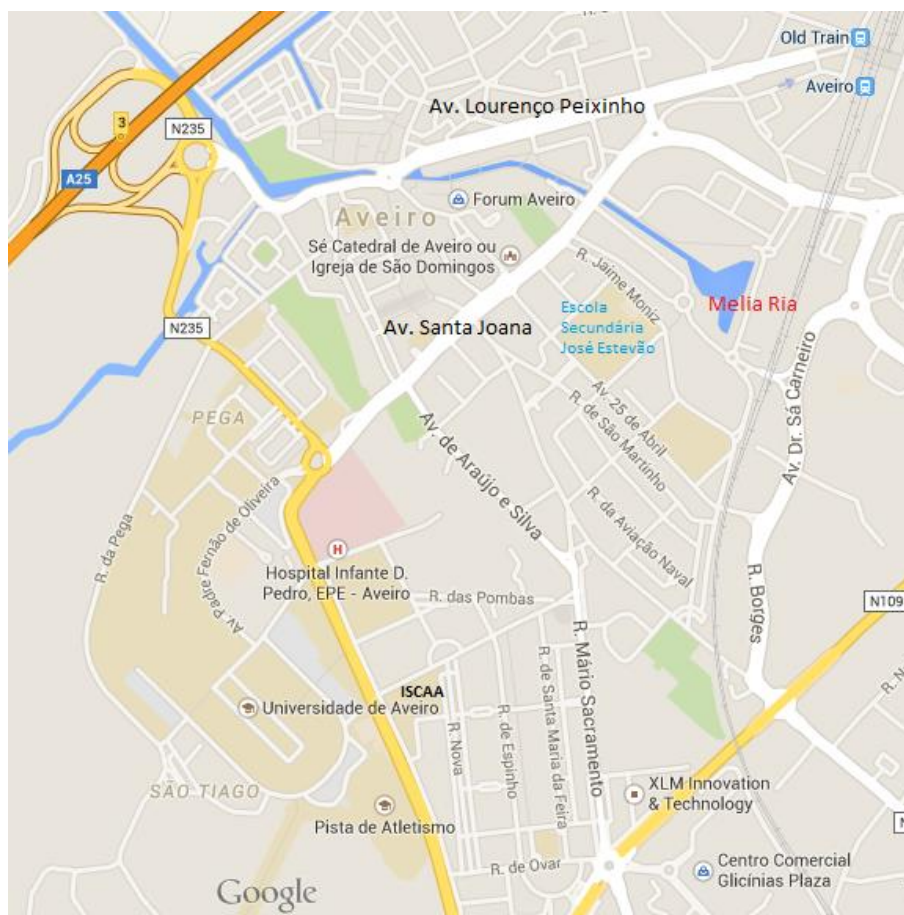 R. d
Old Train
Aveiro
Av. Lourenço Peixinho
3
N235
A25
Forum Aveiro
Aveiro
Sé Catedral de Aveiro ou
Igreja de São Domingos
R. Jaime Moniz
Melia Ria
Escola
Secundária
José Estevão
N235
Av. Santa Joana
Av. Dr. Sá Carneiro
PEGA
Av. 25 de Abril
R. de São Martinho
Av. de Araújo e Silva
R. da Aviação Naval
R. da Pega
Av. Padre Fernão de Oliveira
H
Hospital Infante D.
Pedro, EPE - Aveiro
R. das Pombas
R. Borges
N109
R. Mário Sacramento
R. de Santa Maria da Feira
ISCAA
Universidade de Aveiro
R. Nova
R. de Espinho
SÃO TIAGO
XLM Innovation
& Technology
Pista de Atletismo
R. de Ovar
Centro Comercial
Glicínias Plaza
Google